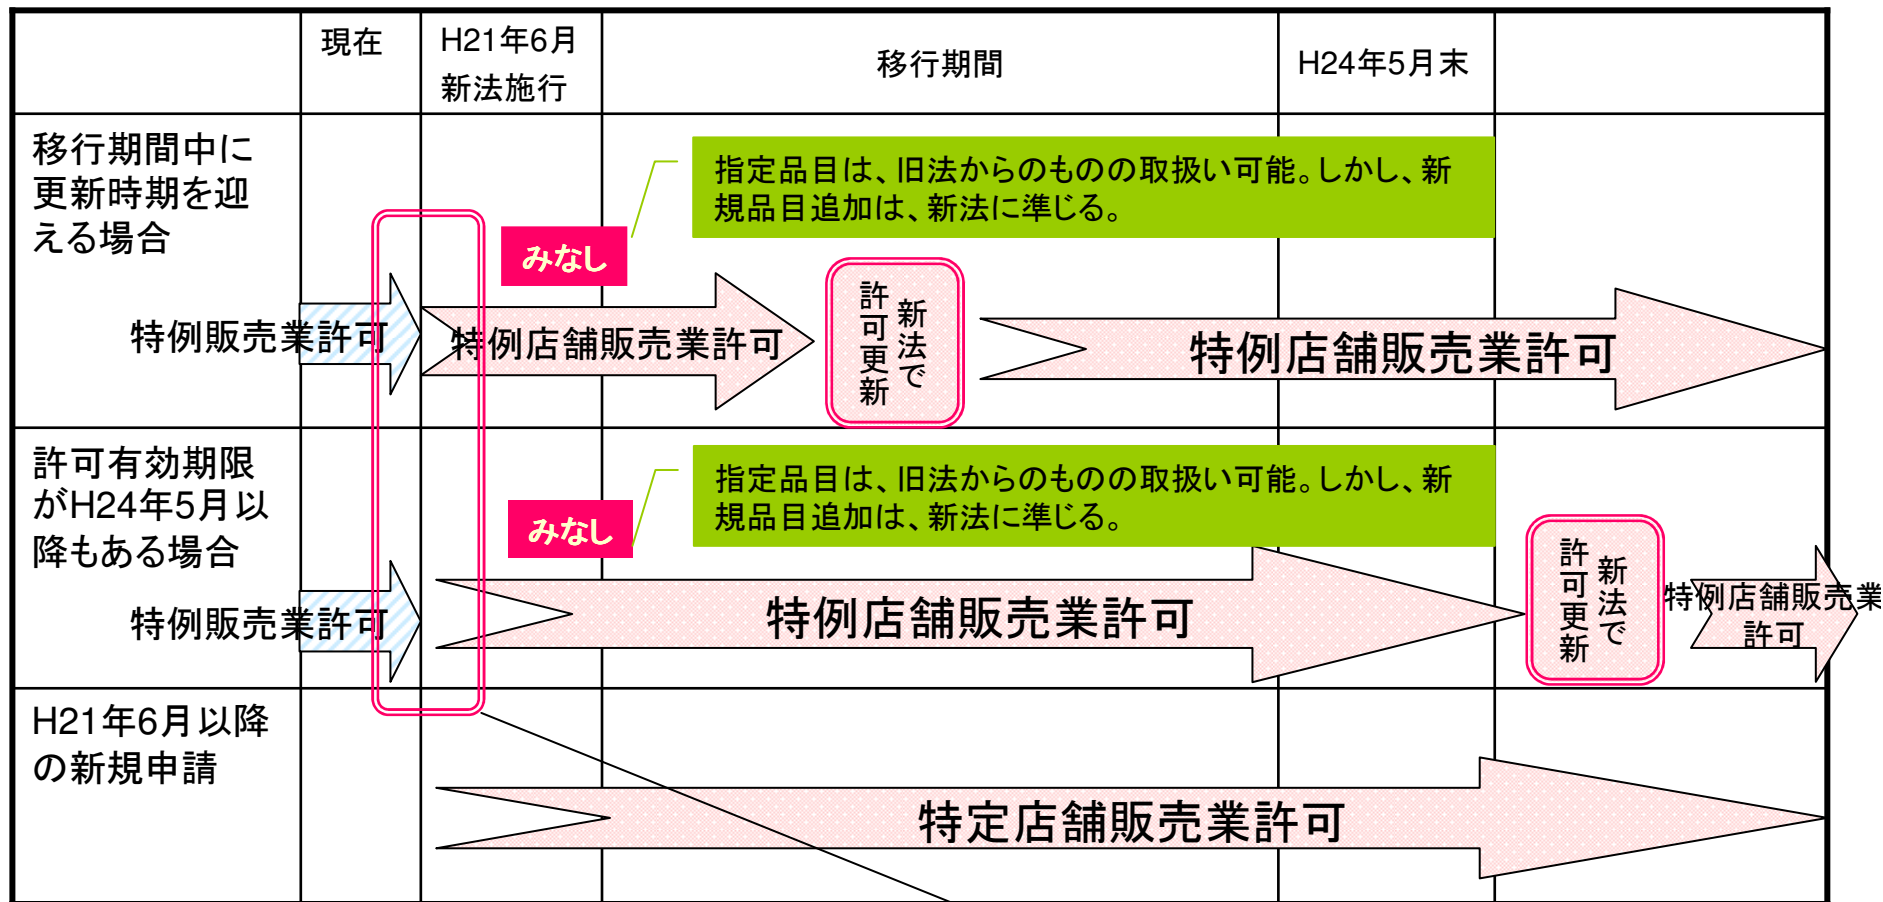 現在
H21年6月
新法施行
移行期間
H24年5月末
移行期間中に
更新時期を迎
える場合
指定品目は、旧法からのものの取扱い可能。しかし、新
規品目追加は、新法に準じる。
みなし
特例販売業許可
特例店舗販売業許可
新法で
許可更新
特例店舗販売業許可
許可有効期限
がH24年5月以
降もある場合
指定品目は、旧法からのものの取扱い可能。しかし、新
規品目追加は、新法に準じる。
みなし
特例販売業許可
特例店舗販売業許可
新法で
許可更新
特例店舗販売業
許可
H21年6月以降
の新規申請
特定店舗販売業許可